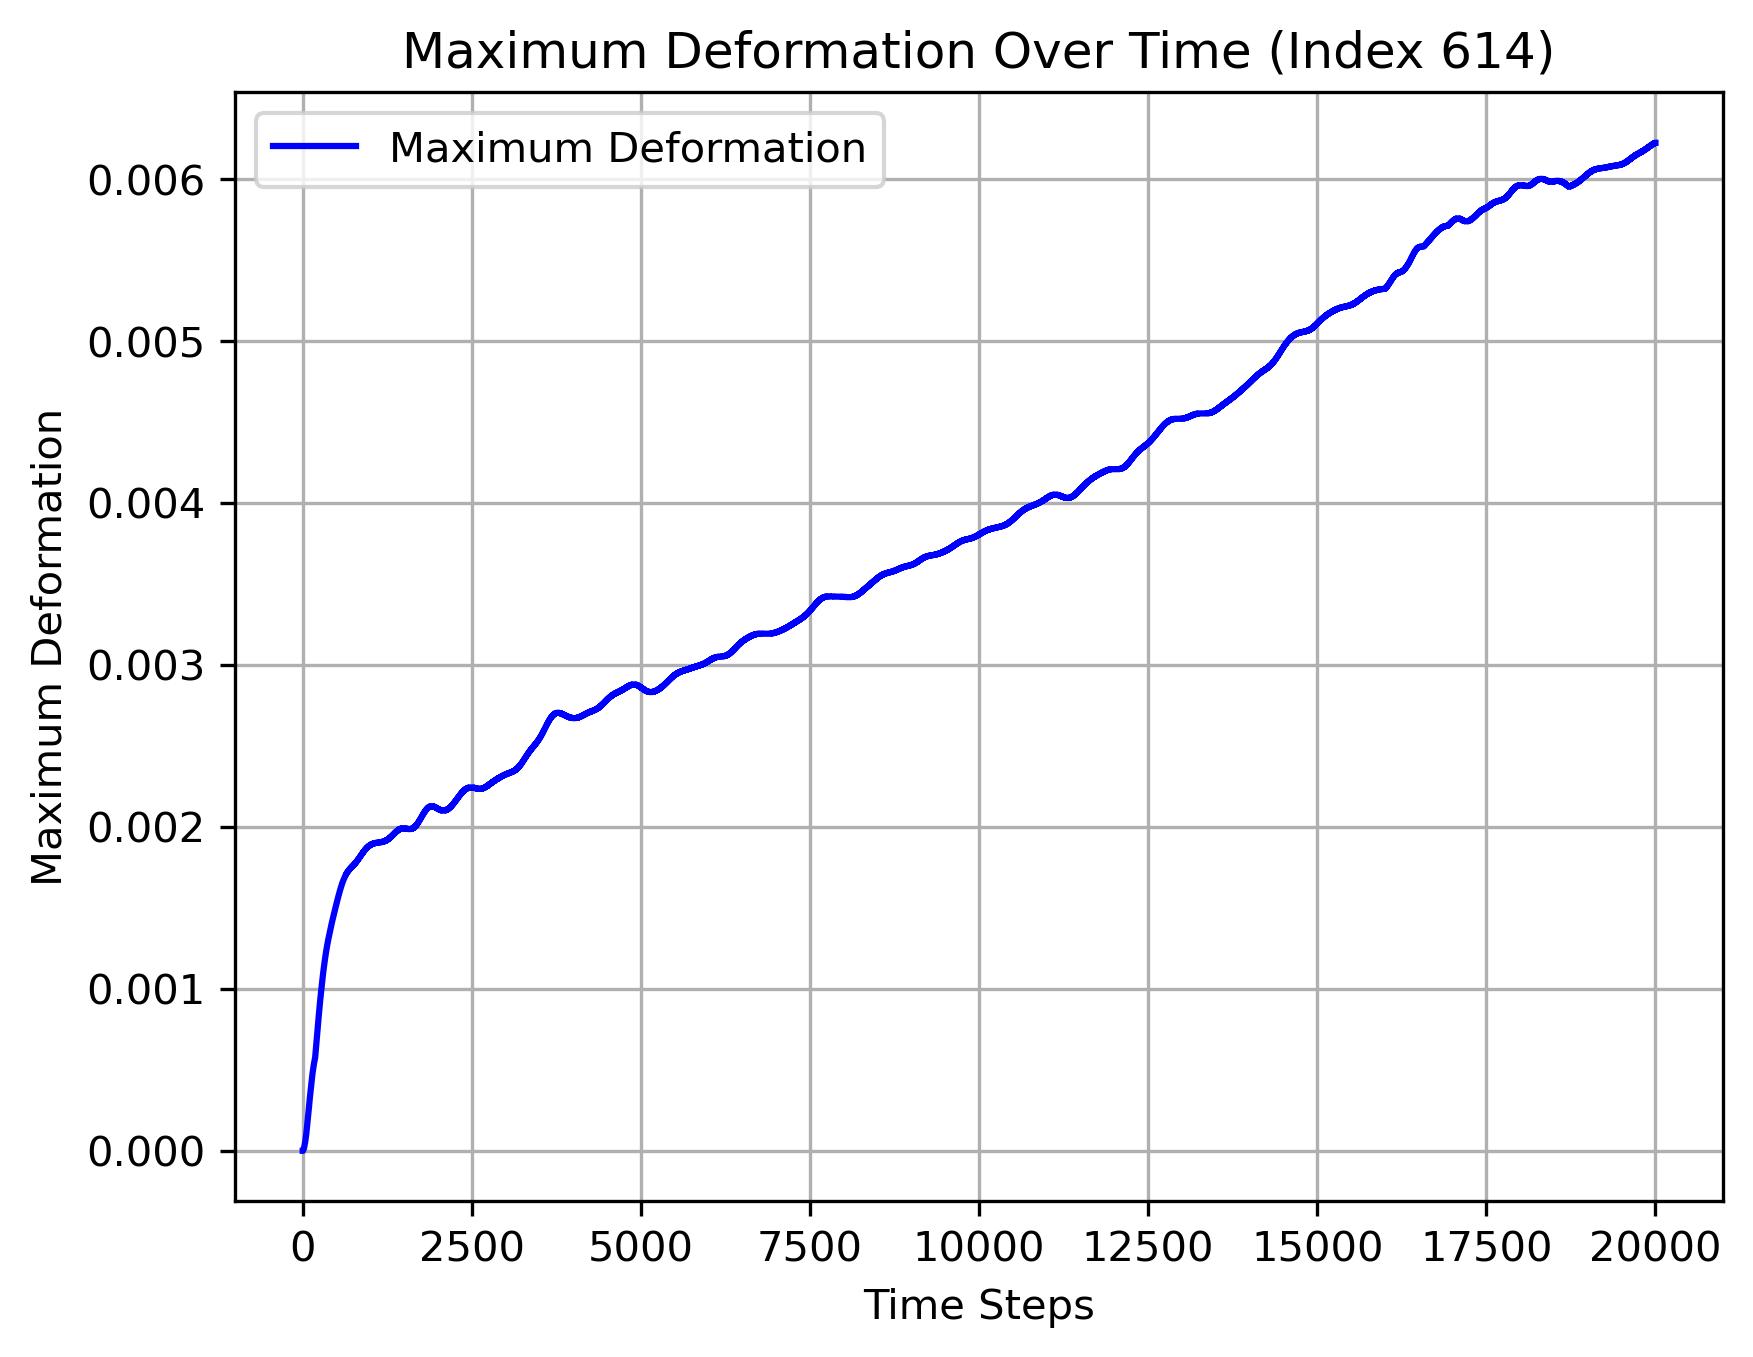 Maximum Deformation Over Time (Index 614)
Maximum Deformation
0.006
0.005
0.004
0.003
0.002
0.001
0.000
Maximum Deformation
0 2500 5000 7500 10000 12500 15000 17500 20000
Time Steps